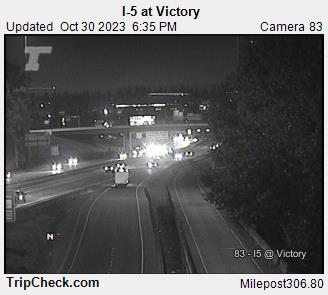 I-5 at Victory
Updated Oct 30 2023 6:35 PM Camera 83
T
N
83 - I5 @ Victory
TripCheck.com Milepost306.80